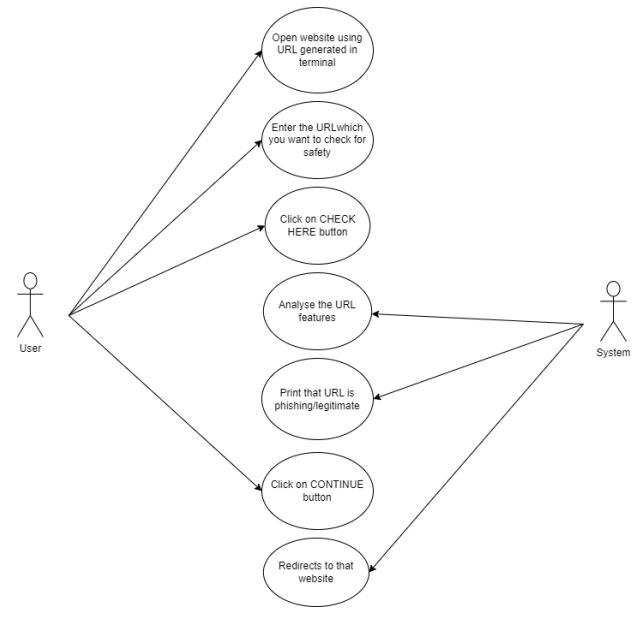 Open website using
URL generated in
terminal
Enter the URLwhich
you want to check for
safety
Click on CHECK
HERE button
Analyse the URL
features
User
System
Print that URL is
phishing/legitimate
Click on CONTINUE
button
Redirects to that
website